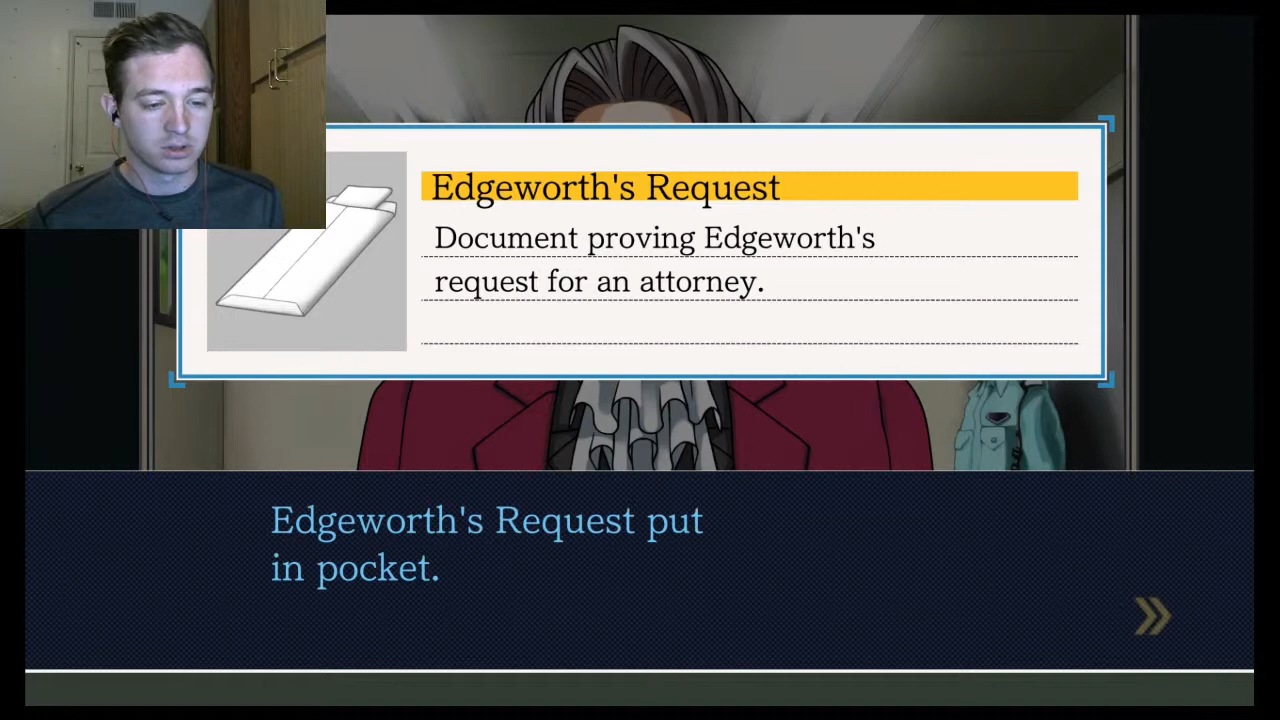 Edgeworth's Request
Document proving Edgeworth's
request for an attorney.
Edgeworth's Request put
in pocket.